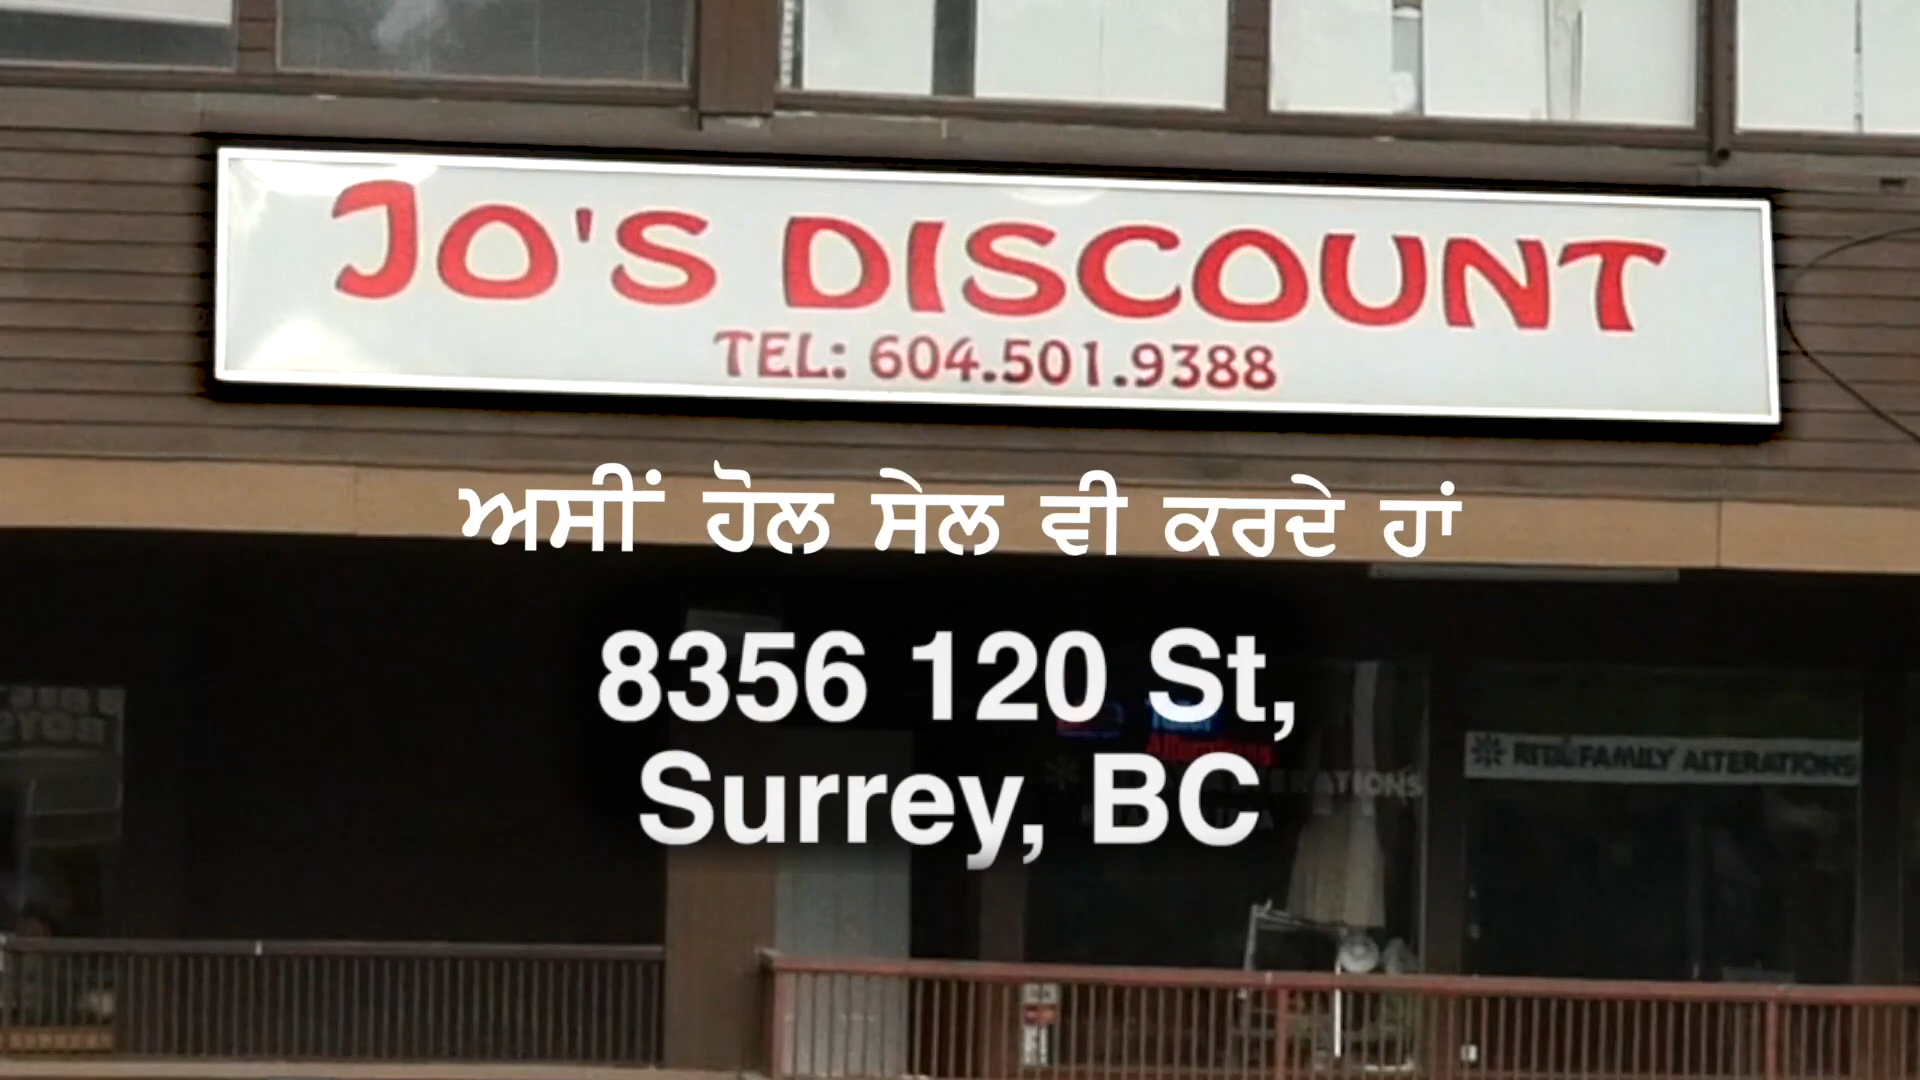 JO'S DISCOUNT
TEL: 604.501.9388
ਅਸੀਂ ਹੋਲ ਸੇਲ ਵੀ ਕਰਦੇ ਹਾਂ
8356 120 St,
Surrey, BC
FAMILY ALTERATIONS